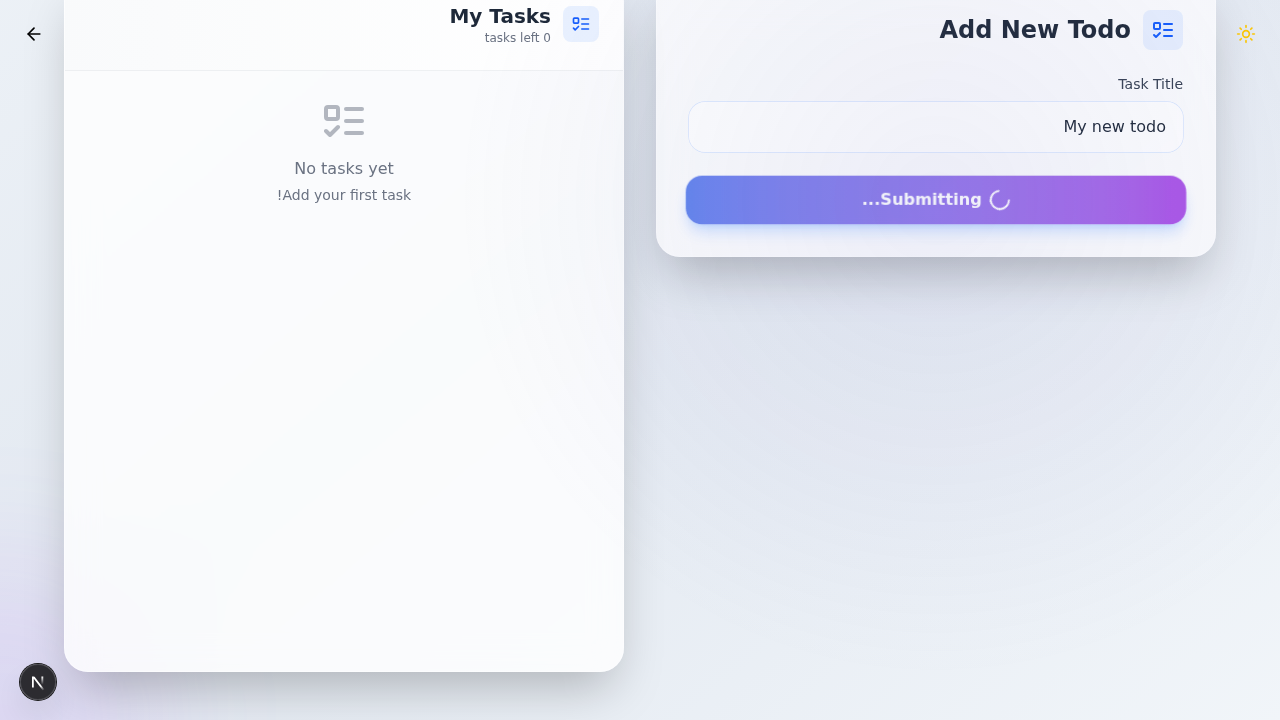 My Tasks
tasks left 0
No tasks yet
!Add your first task
Add New Todo
Task Title
My new todo
...Submitting
N